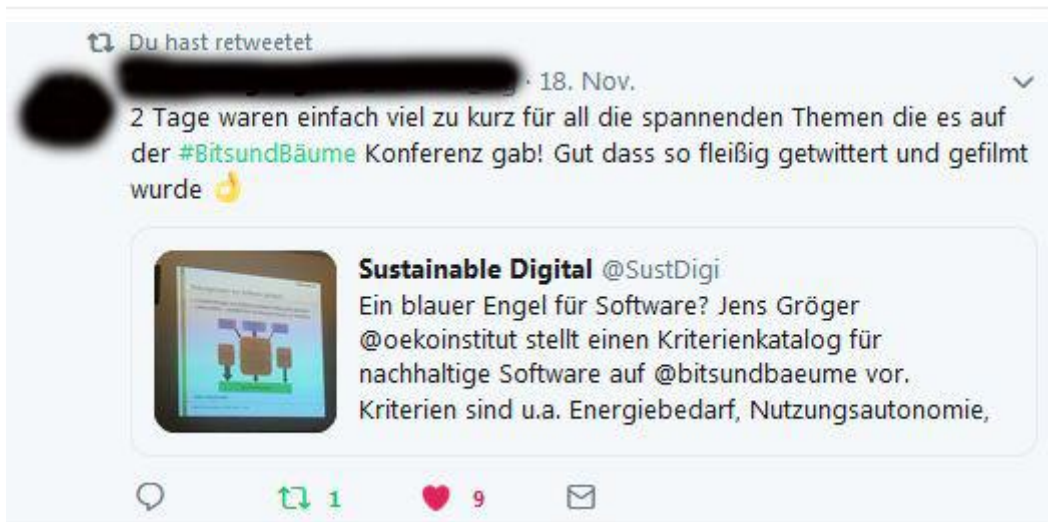 Du hast retweetet
· 18. Nov.
2 Tage waren einfach viel zu kurz für all die spannenden Themen die es auf
der #BitsundBäume Konferenz gab! Gut dass so fleißig getwittert und gefilmt
wurde 👌
Sustainable Digital @SustDigi
Ein blauer Engel für Software? Jens Gröger
@oekoinstitut stellt einen Kriterienkatalog für
nachhaltige Software auf @bitsundbaeume vor.
Kriterien sind u.a. Energiebedarf, Nutzungsautonomie,
1 9